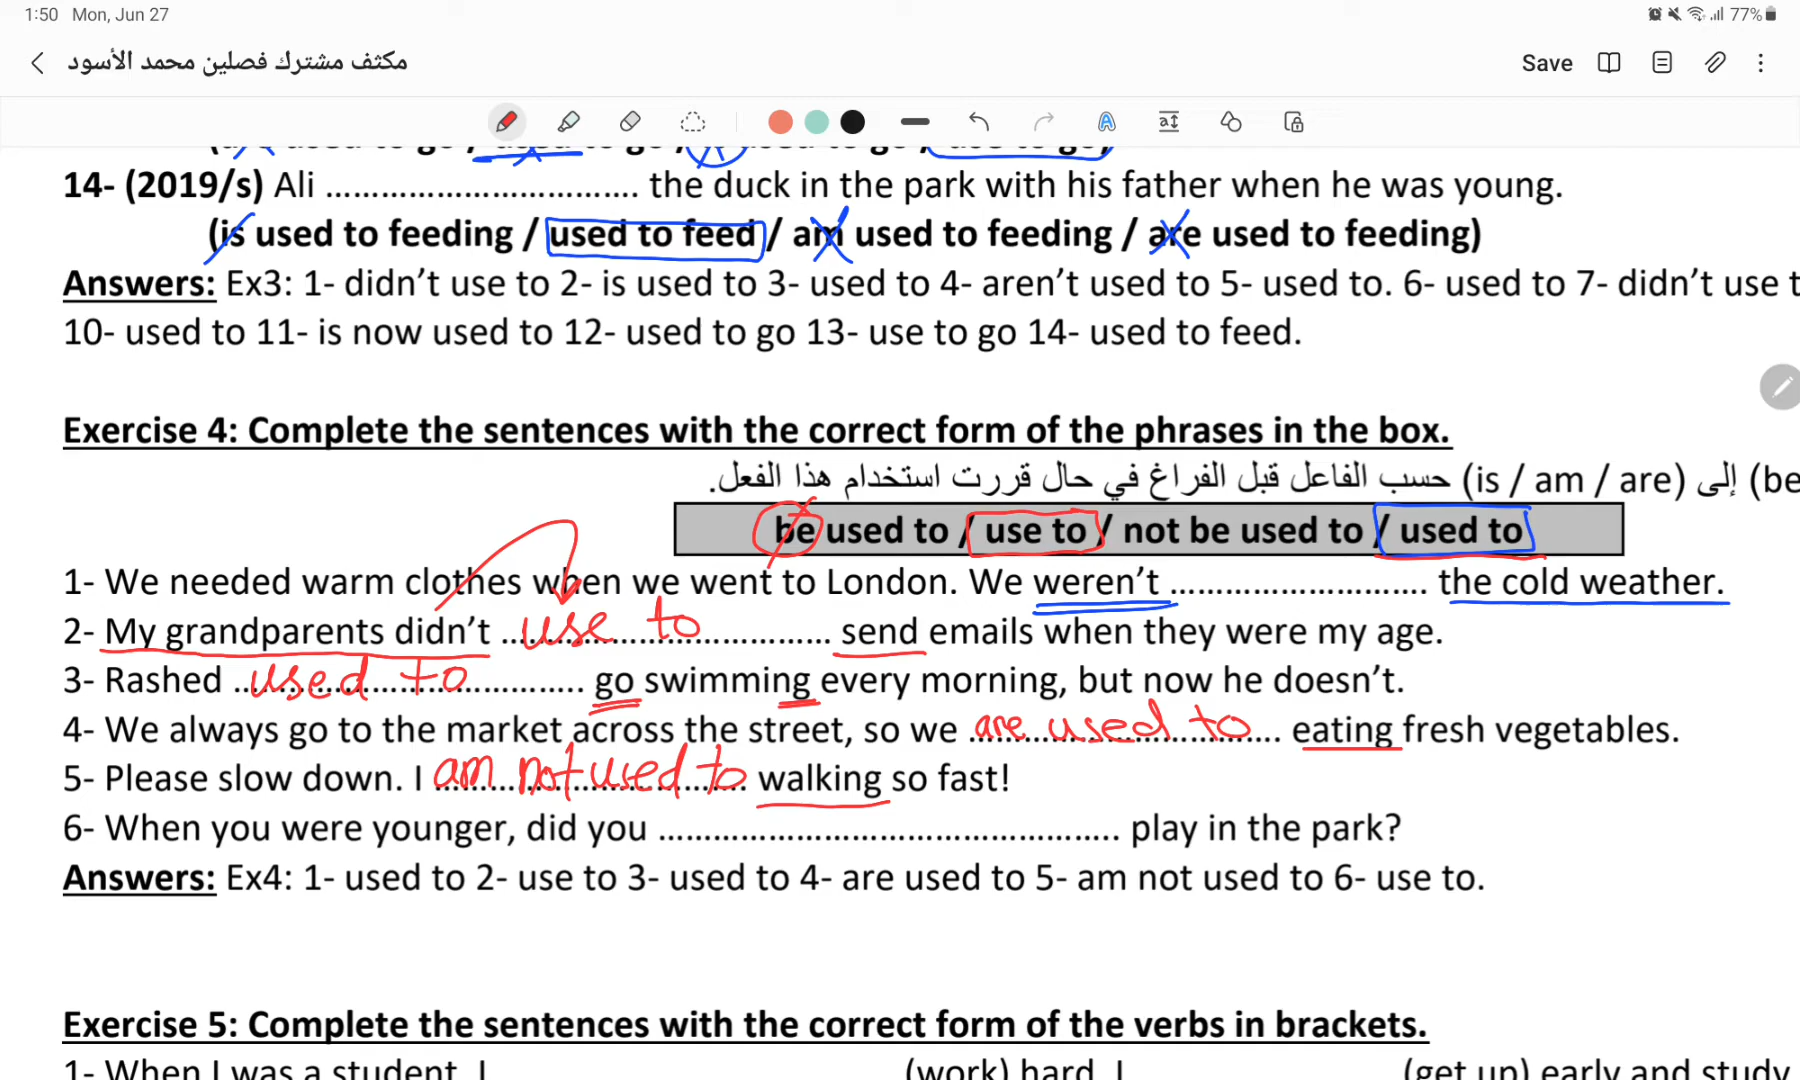 1:50 Mon, Jun 27
77%
مكثف مشترك فصلين محمد الأسود
Save
14- (2019/s) Ali ................................ the duck in the park with his father when he was young.
(is used to feeding / used to feed / am used to feeding / are used to feeding)
Answers: Ex3: 1- didn’t use to 2- is used to 3- used to 4- aren’t used to 5- used to. 6- used to 7- didn’t use t
10- used to 11- is now used to 12- used to go 13- use to go 14- used to feed.
Exercise 4: Complete the sentences with the correct form of the phrases in the box.
(be) إلى (is / am / are) حسب الفاعل قبل الفراغ في حال قررت استخدام هذا الفعل.
be used to / use to / not be used to / used to
1- We needed warm clothes when we went to London. We weren’t .......................... the cold weather.
2- My grandparents didn’t ... use to ... send emails when they were my age.
3- Rashed ... used to ... go swimming every morning, but now he doesn’t.
4- We always go to the market across the street, so we ... are used to ... eating fresh vegetables.
5- Please slow down. I ... am not used to ... walking so fast!
6- When you were younger, did you ............................................. play in the park?
Answers: Ex4: 1- used to 2- use to 3- used to 4- are used to 5- am not used to 6- use to.
Exercise 5: Complete the sentences with the correct form of the verbs in brackets.
1- When I was a student, I (work) hard. I (get up) early and study